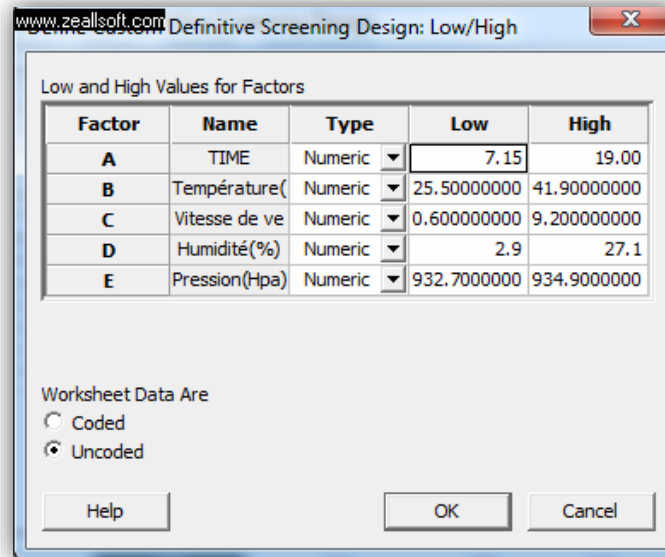 www.zeallsoft.com
Definitive Screening Design: Low/High
Low and High Values for Factors
Factor Name Type Low High
A TIME Numeric 7.15 19.00
B Température( Numeric 25.50000000 41.90000000
C Vitesse de ve Numeric 0.600000000 9.200000000
D Humidité(%) Numeric 2.9 27.1
E Pression(Hpa) Numeric 932.7000000 934.9000000
Worksheet Data Are
Coded
Uncoded
Help OK Cancel